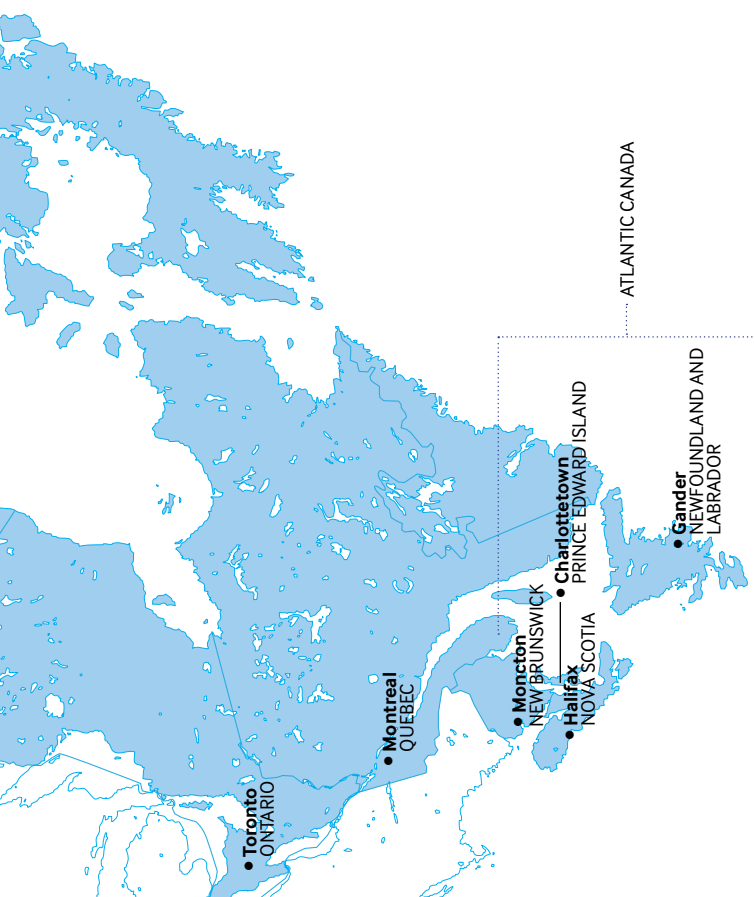 ATLANTIC CANADA
Toronto
ONTARIO
Montreal
QUEBEC
Moncton
NEW BRUNSWICK
Halifax
NOVA SCOTIA
Charlottetown
PRINCE EDWARD ISLAND
Gander
NEWFOUNDLAND AND
LABRADOR